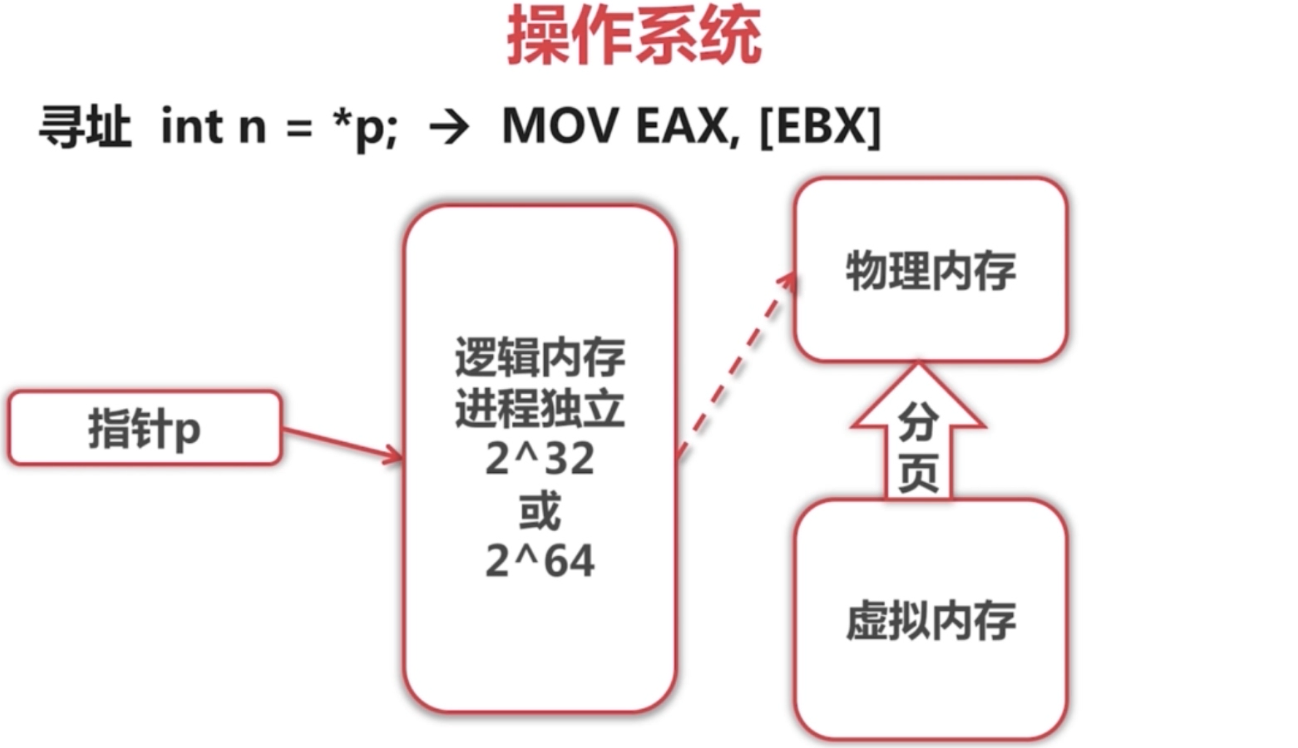 操作系统
寻址 int n = *p; → MOV EAX, [EBX]
指针p
逻辑内存
进程独立
2^32
或
2^64
物理内存
分
页
虚拟内存